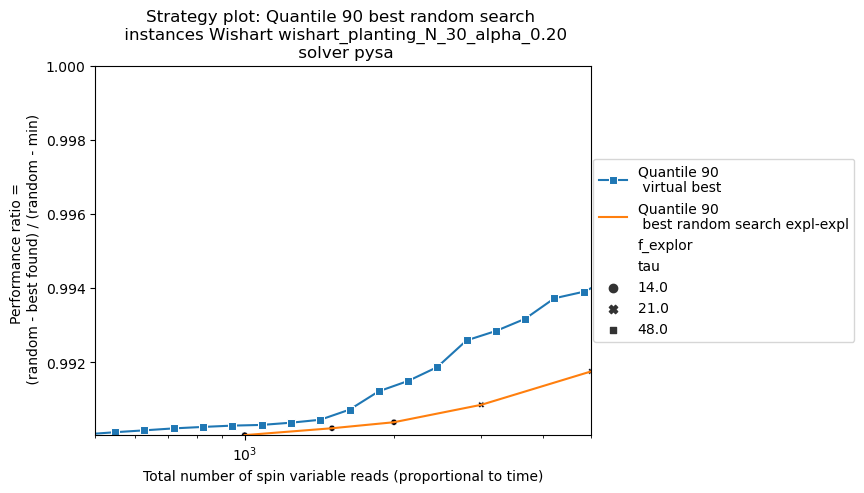 Strategy plot: Quantile 90 best random search
instances Wishart wishart_planting_N_30_alpha_0.20
solver pysa
1.000
0.998
0.996
0.994
0.992
Performance ratio =
(random - best found) / (random - min)
10³
Total number of spin variable reads (proportional to time)
Quantile 90
virtual best
Quantile 90
best random search expl-expl
f_explor
tau
14.0
21.0
48.0